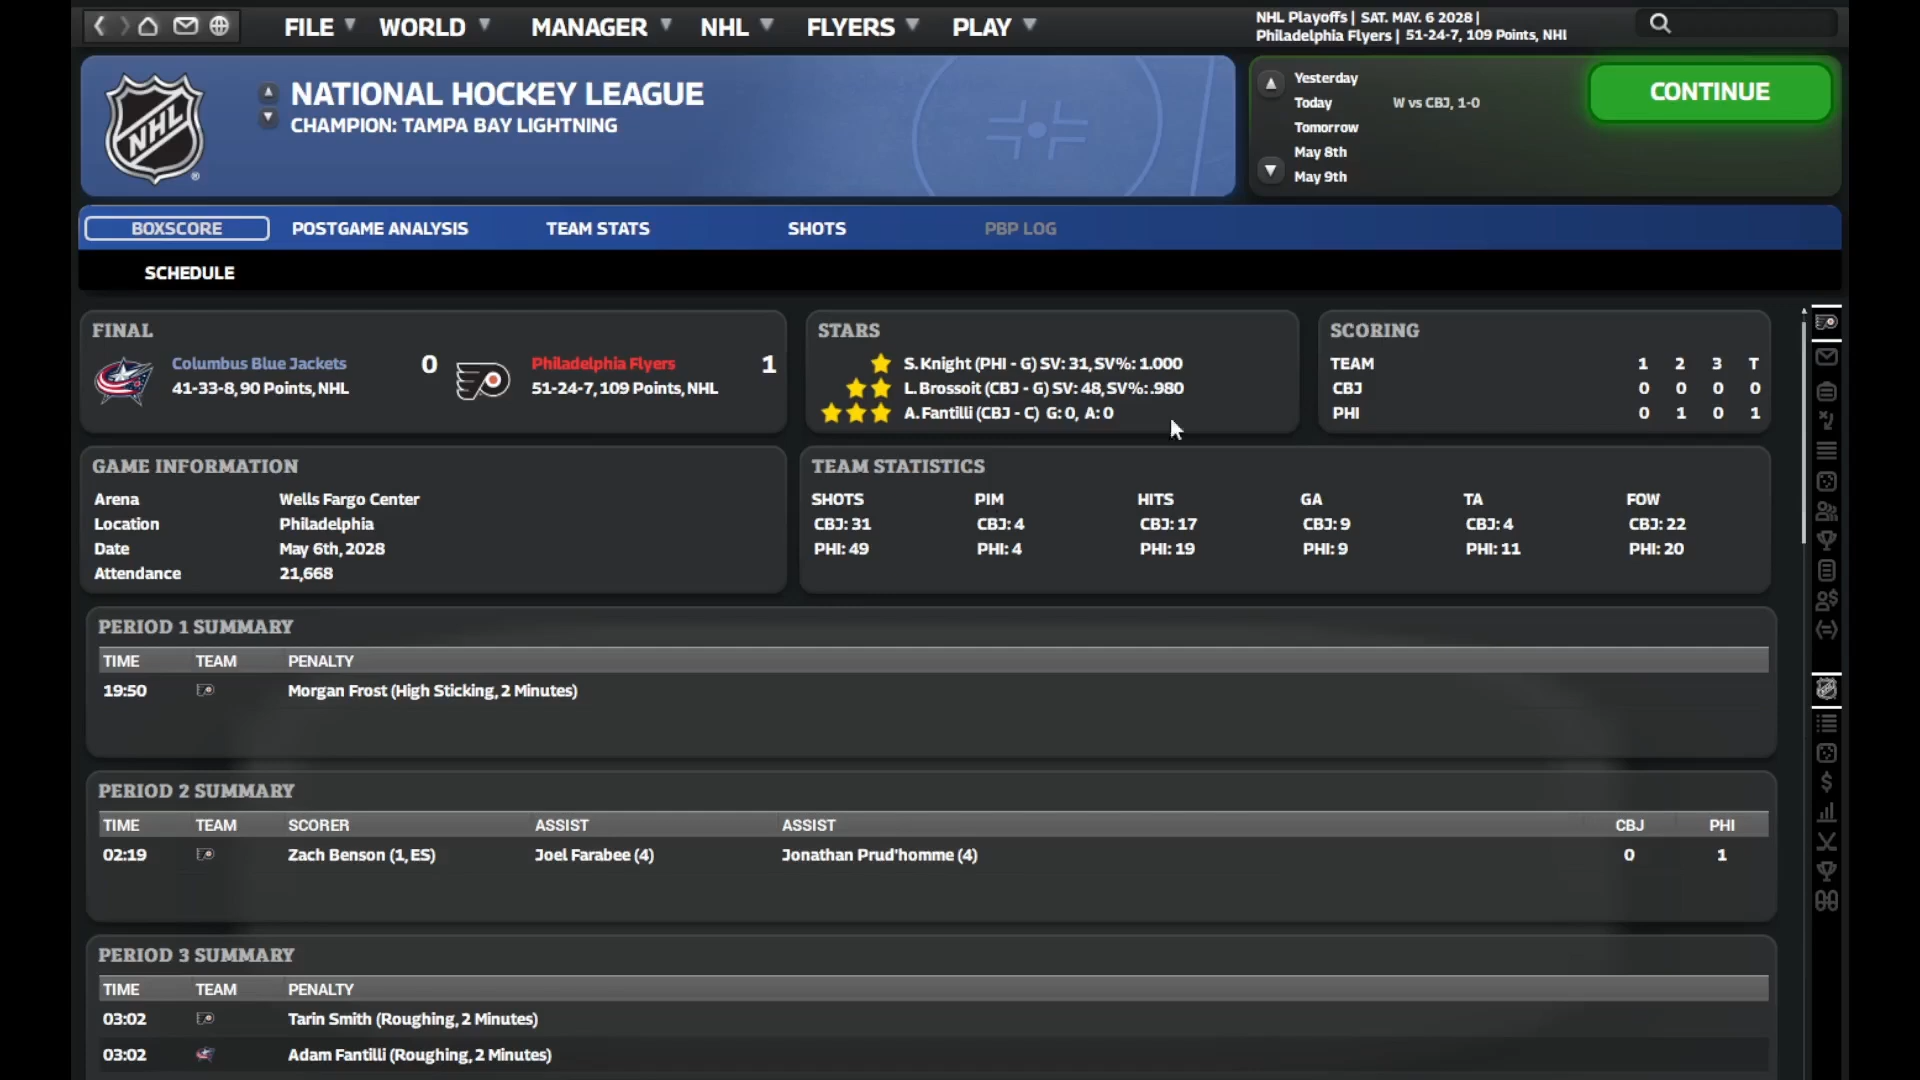 FILE WORLD MANAGER NHL FLYERS PLAY
NHL Playoffs | SAT. MAY. 6 2028 |
Philadelphia Flyers | 51-24-7, 109 Points, NHl
NHL
NATIONAL HOCKEY LEAGUE
CHAMPION: TAMPA BAY LIGHTNING
Yesterday
Today W vs CBJ, 1-0
Tomorrow
May 8th
May 9th
CONTINUE
BOXSCORE POSTGAME ANALYSIS TEAM STATS SHOTS PBP LOG
SCHEDULE
FINAL
Columbus Blue Jackets 0
41-33-8, 90 Points, NHL
Philadelphia Flyers 1
51-24-7, 109 Points, NHL
STARS
S. Knight (PHI - G) SV: 31, SV%: 1.000
L. Brossoit (CBJ - G) SV: 48, SV%: .980
A. Fantilli (CBJ - C) G: 0, A: 0
SCORING
TEAM 1 2 3 T
CBJ 0 0 0 0
PHI 0 1 0 1
GAME INFORMATION
Arena Wells Fargo Center
Location Philadelphia
Date May 6th, 2028
Attendance 21,668
TEAM STATISTICS
SHOTS PIM HITS GA TA FOW
CBJ: 31 CBJ: 4 CBJ: 17 CBJ: 9 CBJ: 4 CBJ: 22
PHI: 49 PHI: 4 PHI: 19 PHI: 9 PHI: 11 PHI: 20
PERIOD 1 SUMMARY
TIME TEAM PENALTY
19:50 Morgan Frost (High Sticking, 2 Minutes)
PERIOD 2 SUMMARY
TIME TEAM SCORER ASSIST ASSIST CBJ PHI
02:19 Zach Benson (1, ES) Joel Farabee (4) Jonathan Prud'homme (4) 0 1
PERIOD 3 SUMMARY
TIME TEAM PENALTY
03:02 Tarin Smith (Roughing, 2 Minutes)
03:02 Adam Fantilli (Roughing, 2 Minutes)